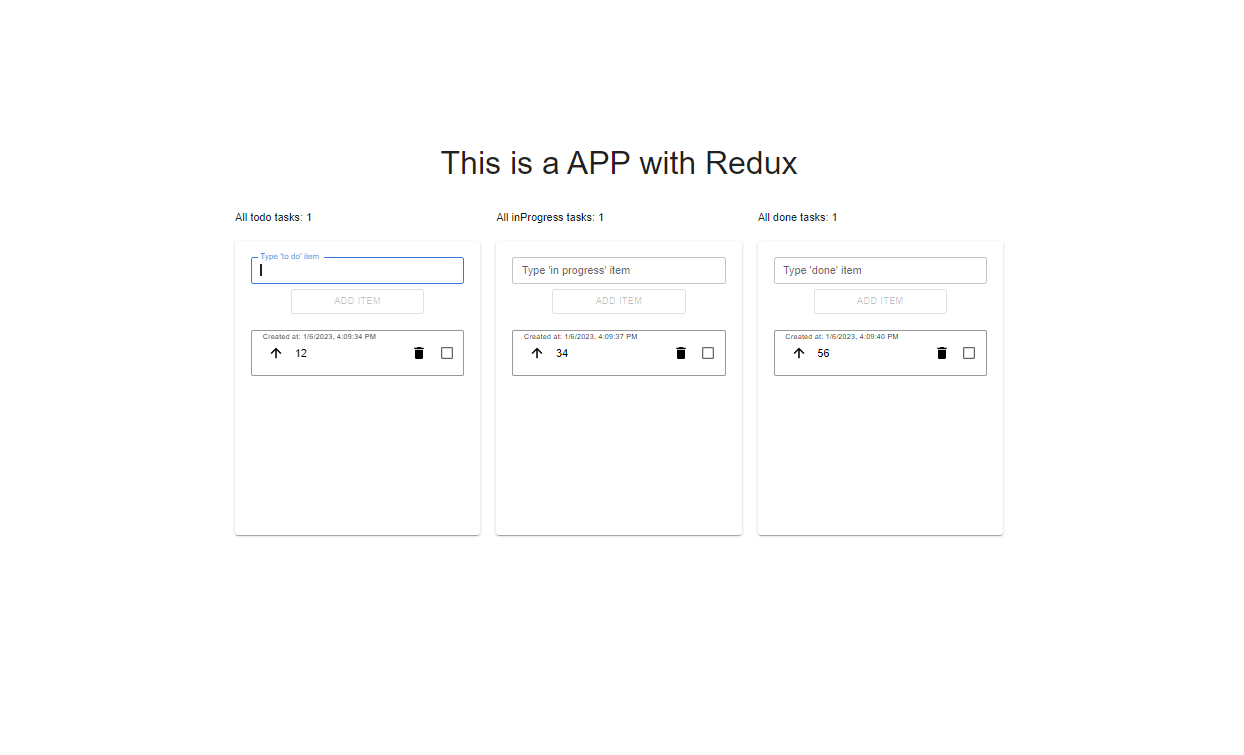 This is a APP with Redux
All todo tasks: 1
All inProgress tasks: 1
All done tasks: 1
Type 'to do' item
ADD ITEM
Created at: 1/6/2023, 4:09:34 PM
12
Type 'in progress' item
ADD ITEM
Created at: 1/6/2023, 4:09:37 PM
34
Type 'done' item
ADD ITEM
Created at: 1/6/2023, 4:09:40 PM
56